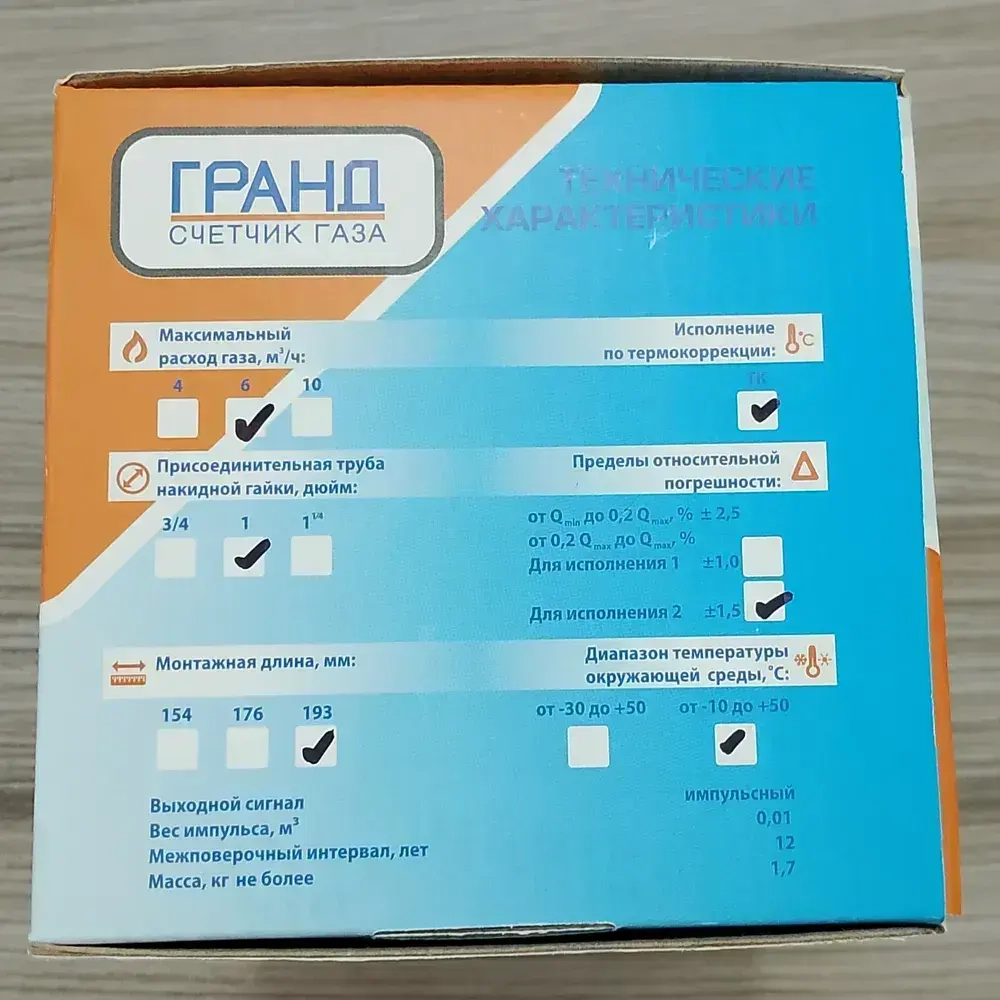 ГРАНД
СЧЕТЧИК ГАЗА
ТЕХНИЧЕСКИЕ
ХАРАКТЕРИСТИКИ
Максимальный
расход газа, м³/ч:
4 6 10
Исполнение
по термокоррекции:
°C
ТК
Присоединительная труба
накидной гайки, дюйм:
3/4 1 1 1/4
Пределы относительной
погрешности:
от Qmin до 0,2 Qmax, % ± 2,5
от 0,2 Qmax до Qmax, %
Для исполнения 1 ±1,0
Для исполнения 2 ±1,5
Монтажная длина, мм:
154 176 193
Диапазон температуры
окружающей среды,°С:
от -30 до +50 от -10 до +50
Выходной сигнал импульсный
Вес импульса, м³ 0,01
Межповерочный интервал, лет 12
Масса, кг не более 1,7